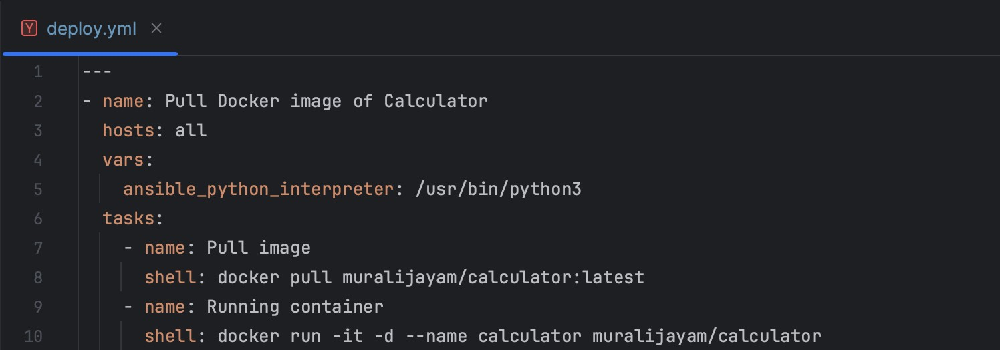 deploy.yml
1 ---
2 - name: Pull Docker image of Calculator
3   hosts: all
4   vars:
5     ansible_python_interpreter: /usr/bin/python3
6   tasks:
7     - name: Pull image
8       shell: docker pull muralijayam/calculator:latest
9     - name: Running container
10       shell: docker run -it -d --name calculator muralijayam/calculator